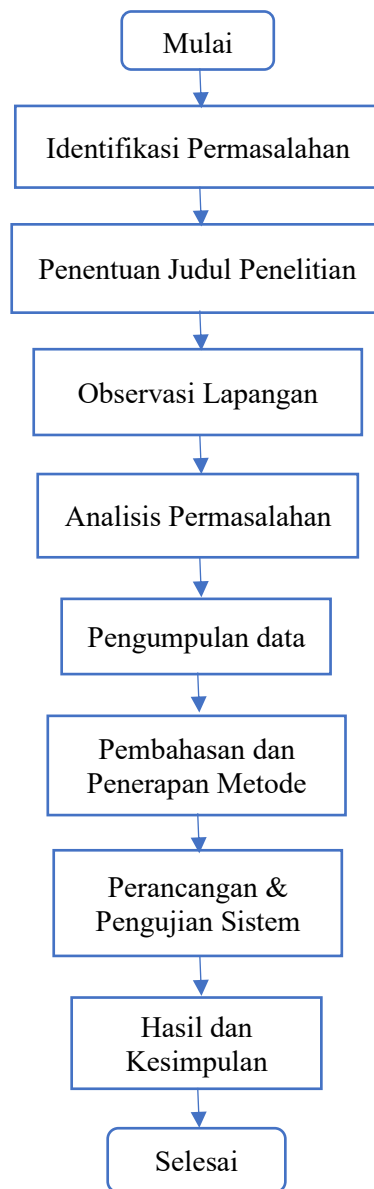 Mulai
Identifikasi Permasalahan
Penentuan Judul Penelitian
Observasi Lapangan
Analisis Permasalahan
Pengumpulan data
Pembahasan dan
Penerapan Metode
Perancangan &
Pengujian Sistem
Hasil dan
Kesimpulan
Selesai